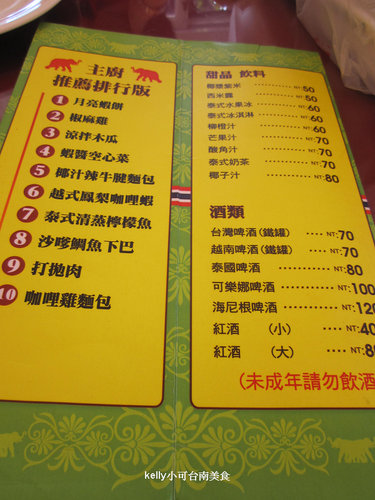 主廚
推薦排行版
1 月亮蝦餅
2 椒麻雞
3 涼拌木瓜
4 蝦醬空心菜
5 椰汁辣牛腱麵包
6 越式鳳梨咖哩蝦
7 泰式清蒸檸檬魚
8 沙嗲鯛魚下巴
9 打拋肉
10 咖哩雞麵包
甜品 飲料
椰糖紫米 NT:50
西米露 NT:50
泰式水果冰 NT:60
泰式冰淇淋 NT:60
柳橙汁 NT:60
芒果汁 NT:70
酸角汁 NT:70
泰式奶茶 NT:70
椰子汁 NT:80
酒類
台灣啤酒(鐵罐) NT:70
越南啤酒(鐵罐) NT:70
泰國啤酒 NT:80
可樂娜啤酒 NT:100
海尼根啤酒 NT:120
紅酒 (小) NT:40
紅酒 (大) NT:80
(未成年請勿飲酒
kelly小可台南美食